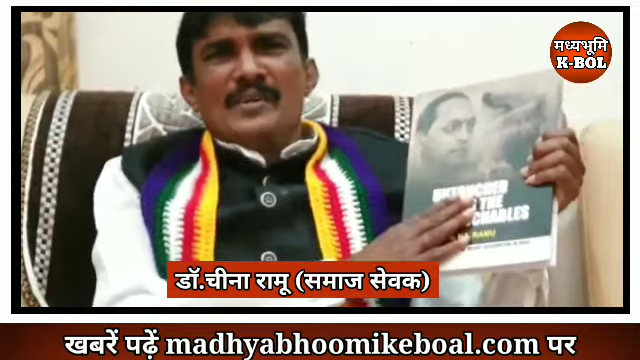 मध्यभूमि
K-BOL
UNTOUCHED
THE
RAMU
डॉ.चीना रामू (समाज सेवक)
खबरें पढ़ें madhyabhoomikeboal.com पर